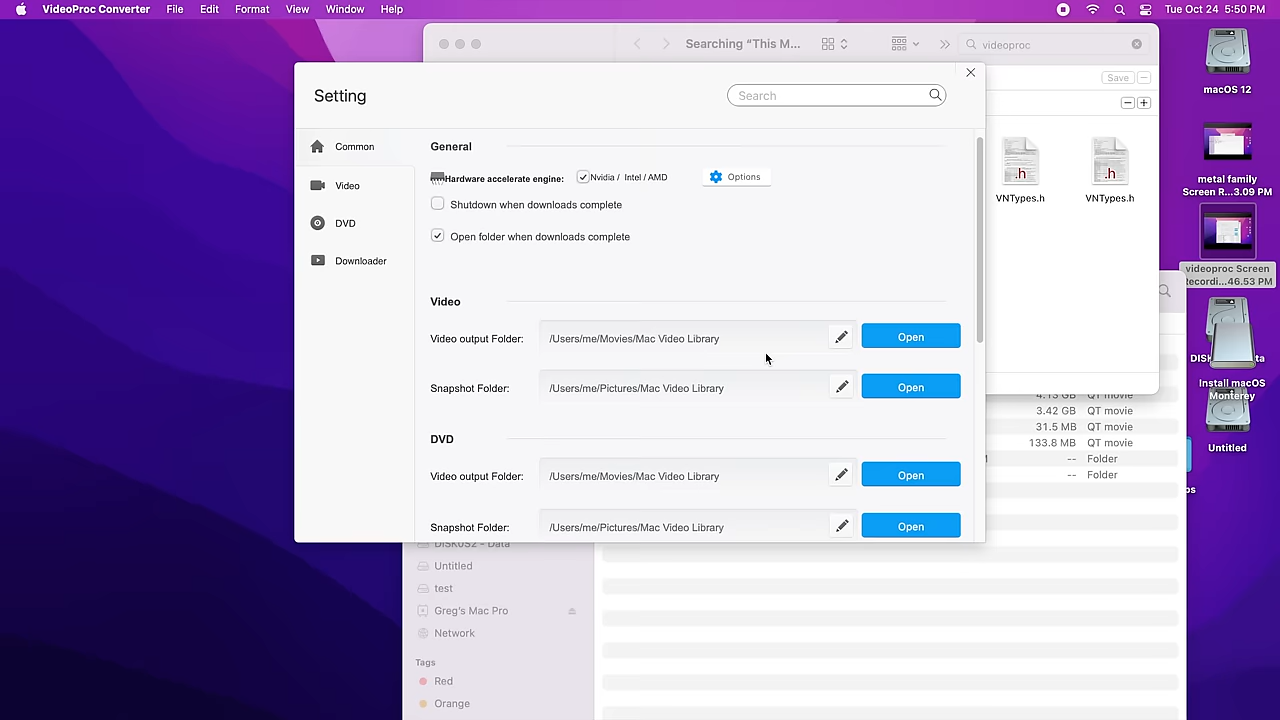 VideoProc Converter File Edit Format View Window Help Tue Oct 24 5:50 PM
Searching “This M...
videoproc
Save
macOS 12
metal family
Screen R...3.09 PM
videoproc Screen
Recordi...46.53 PM
Install macOS
Monterey
Untitled
VNTypes.h
VNTypes.h
Setting
Search
Common
Video
DVD
Downloader
General
Hardware accelerate engine: Nvidia / Intel / AMD Options
Shutdown when downloads complete
Open folder when downloads complete
Video
Video output Folder: /Users/me/Movies/Mac Video Library Open
Snapshot Folder: /Users/me/Pictures/Mac Video Library Open
DVD
Video output Folder: /Users/me/Movies/Mac Video Library Open
Snapshot Folder: /Users/me/Pictures/Mac Video Library Open
4.13 GB QT movie
3.42 GB QT movie
31.5 MB QT movie
133.8 MB QT movie
-- Folder
-- Folder
DISK0S2 - Data
Untitled
test
Greg's Mac Pro
Network
Tags
Red
Orange